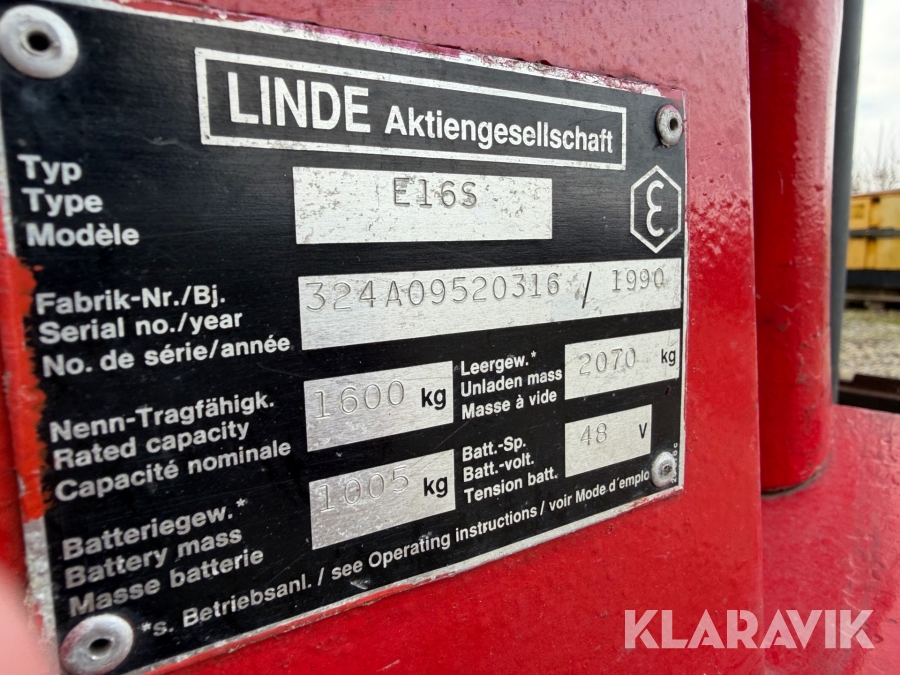 LINDE Aktiengesellschaft
Typ
Type
Modèle
E16S
Fabrik-Nr./Bj.
Serial no./year
No. de série/année
324A09520316 / 1990
Nenn-Tragfähigk.
Rated capacity
Capacité nominale
1600 kg
Leergew.*
Unladen mass
Masse à vide
2070 kg
Batteriegew.*
Battery mass
Masse batterie
1005 kg
Batt.-Sp.
Batt.-volt.
Tension batt.
48 V
*s. Betriebsanl. / see Operating instructions / voir Mode d'emploi
KLARAVIK